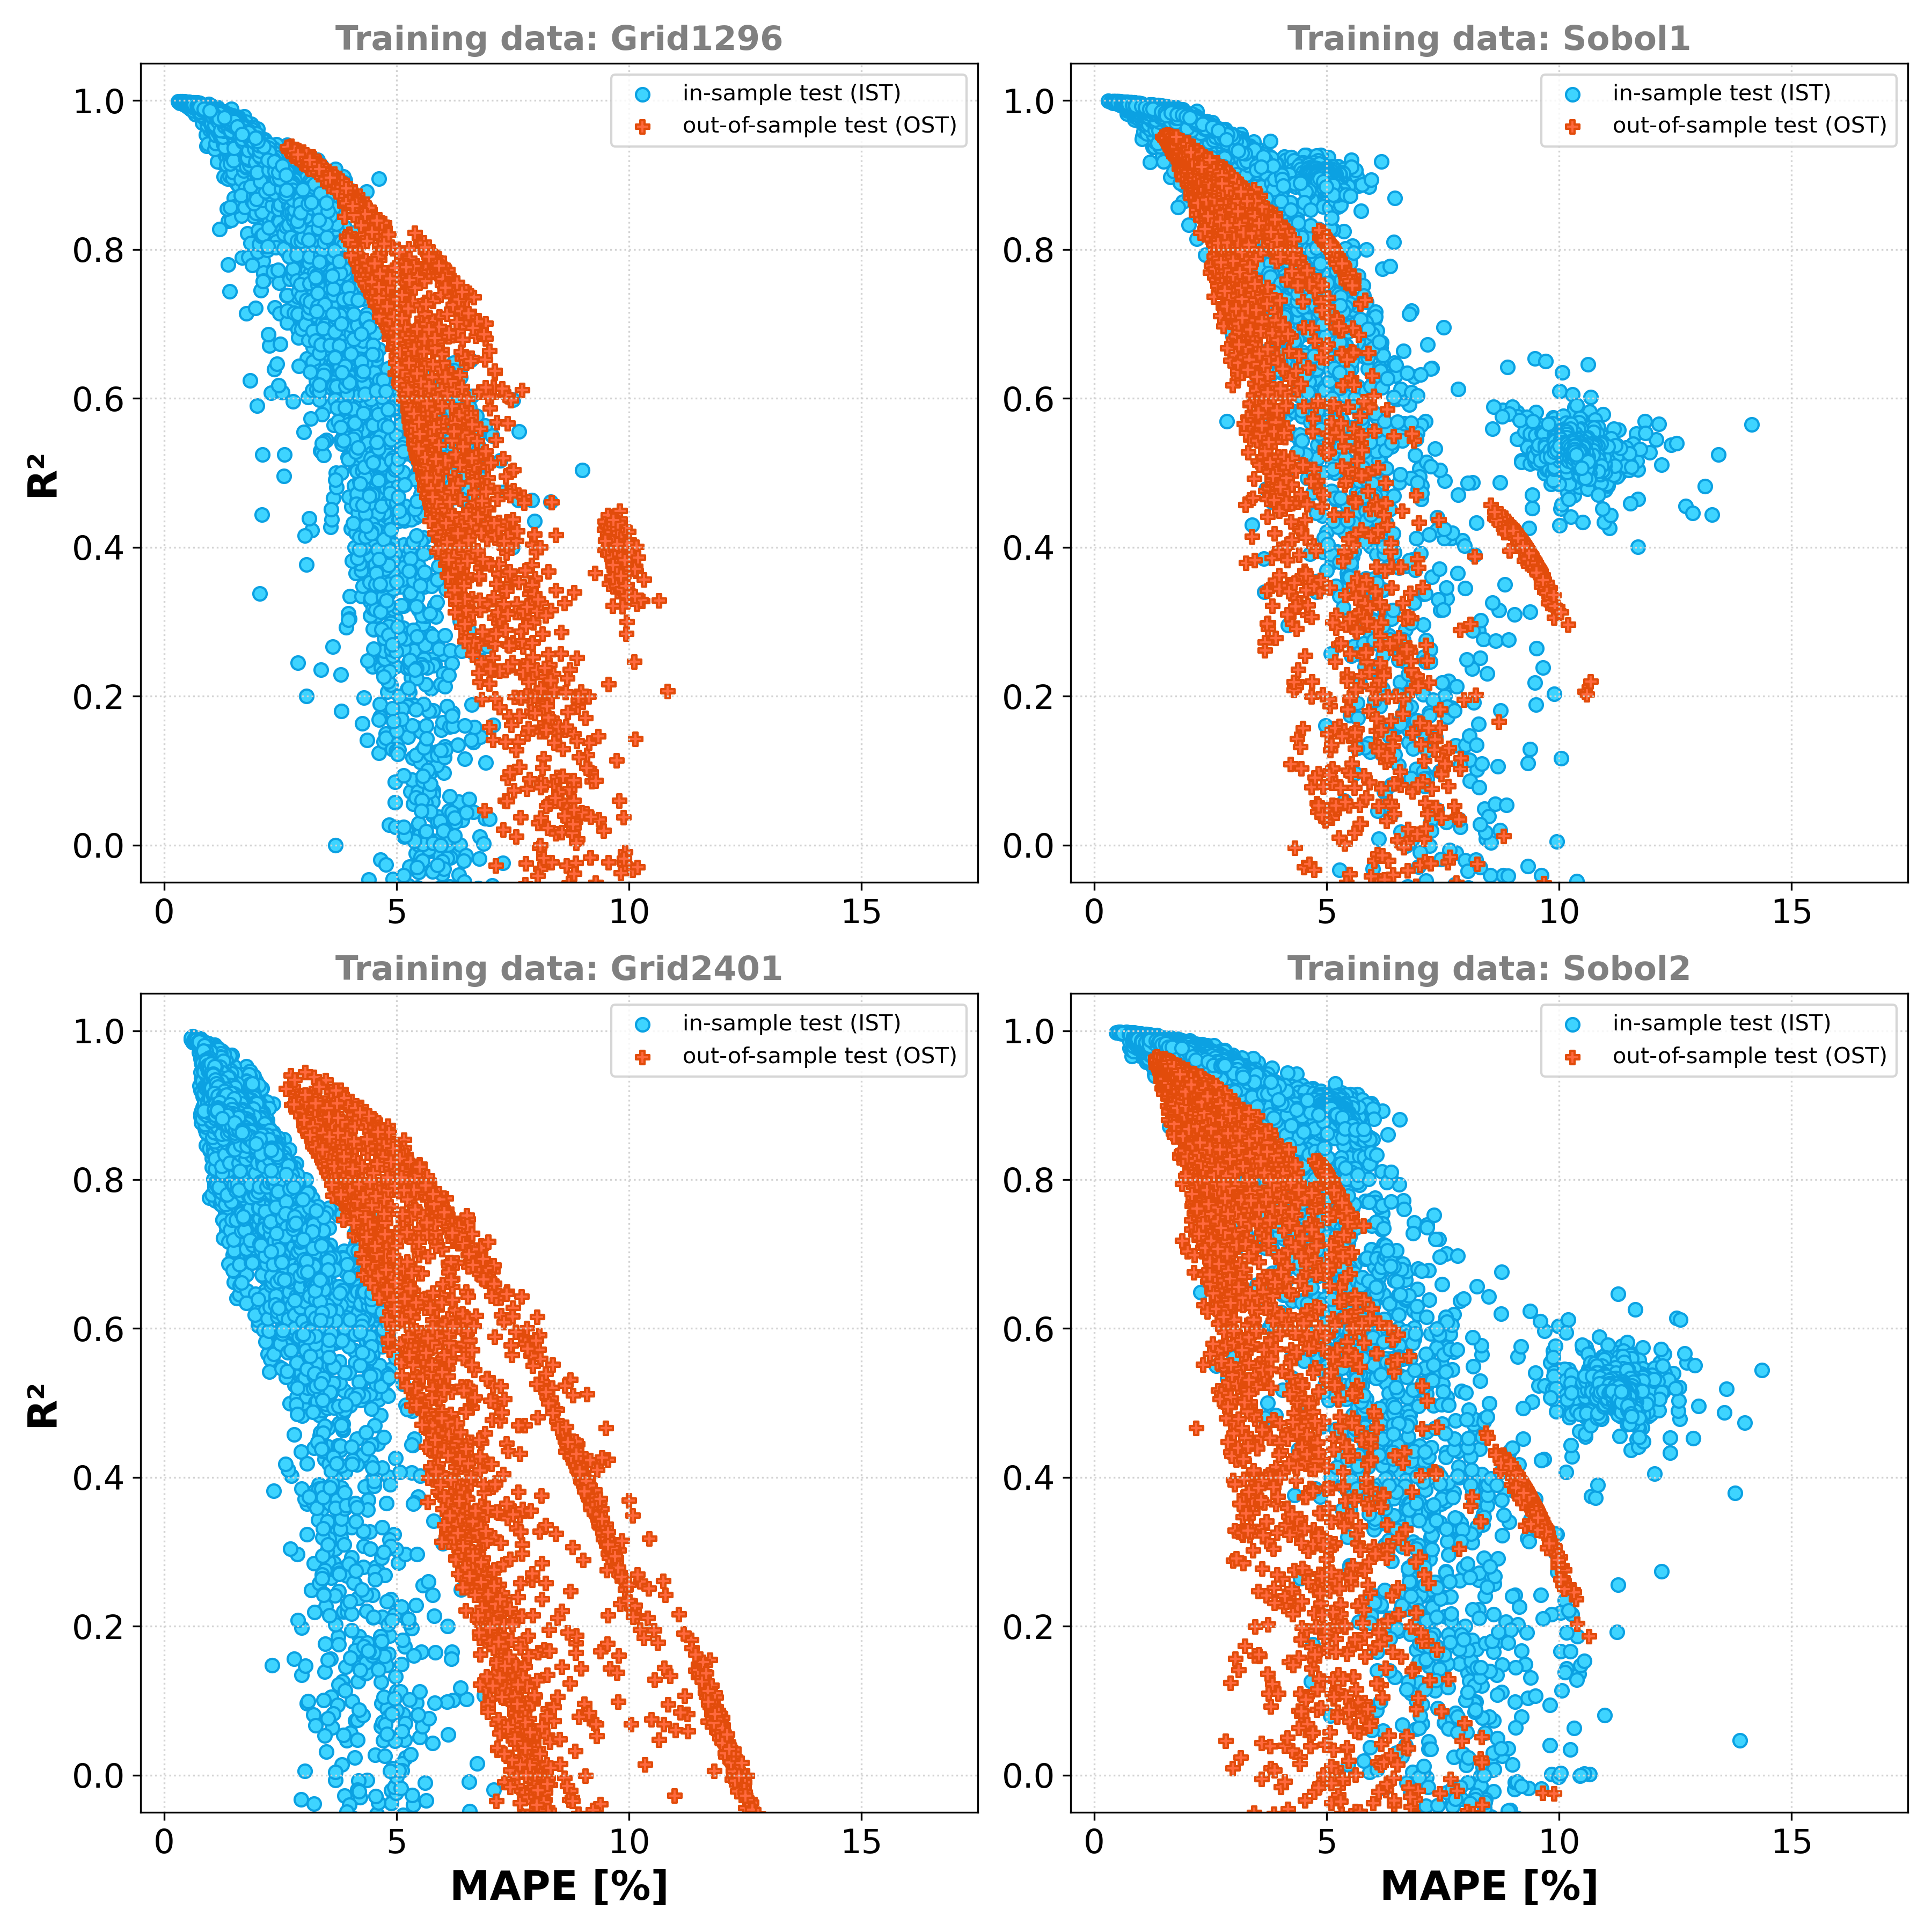 Training data: Grid1296
in-sample test (IST)
out-of-sample test (OST)
R²
1.0
0.8
0.6
0.4
0.2
0.0
0 5 10 15
Training data: Sobol1
in-sample test (IST)
out-of-sample test (OST)
1.0
0.8
0.6
0.4
0.2
0.0
0 5 10 15
Training data: Grid2401
in-sample test (IST)
out-of-sample test (OST)
R²
1.0
0.8
0.6
0.4
0.2
0.0
0 5 10 15
MAPE [%]
Training data: Sobol2
in-sample test (IST)
out-of-sample test (OST)
1.0
0.8
0.6
0.4
0.2
0.0
0 5 10 15
MAPE [%]